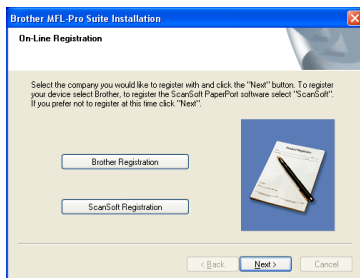 Brother MFL-Pro Suite Installation
On-Line Registration
Select the company you would like to register with and click the "Next" button. To register
your device select Brother, to register the ScanSoft PaperPort software select "ScanSoft".
If you prefer not to register at this time click "Next".
Product Registration
Brother Registration
ScanSoft Registration
< Back
Next >
Cancel